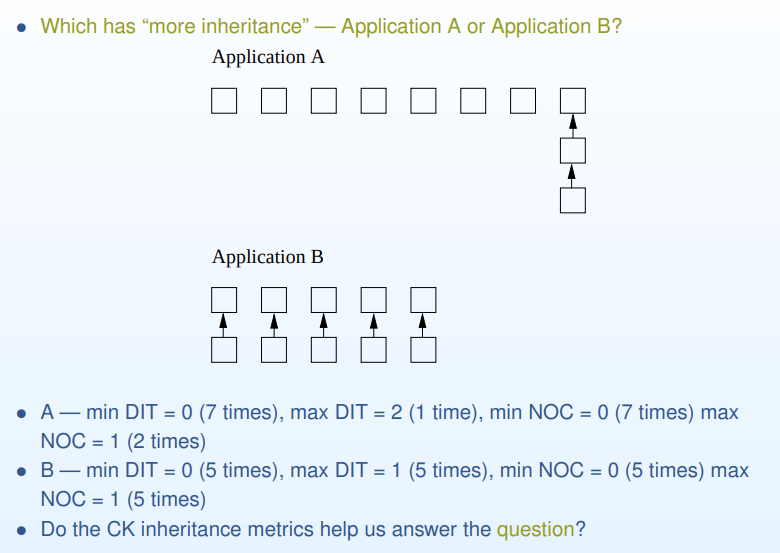 • Which has “more inheritance” — Application A or Application B?
Application A
Application B
• A — min DIT = 0 (7 times), max DIT = 2 (1 time), min NOC = 0 (7 times) max
NOC = 1 (2 times)
• B — min DIT = 0 (5 times), max DIT = 1 (5 times), min NOC = 0 (5 times) max
NOC = 1 (5 times)
• Do the CK inheritance metrics help us answer the question?